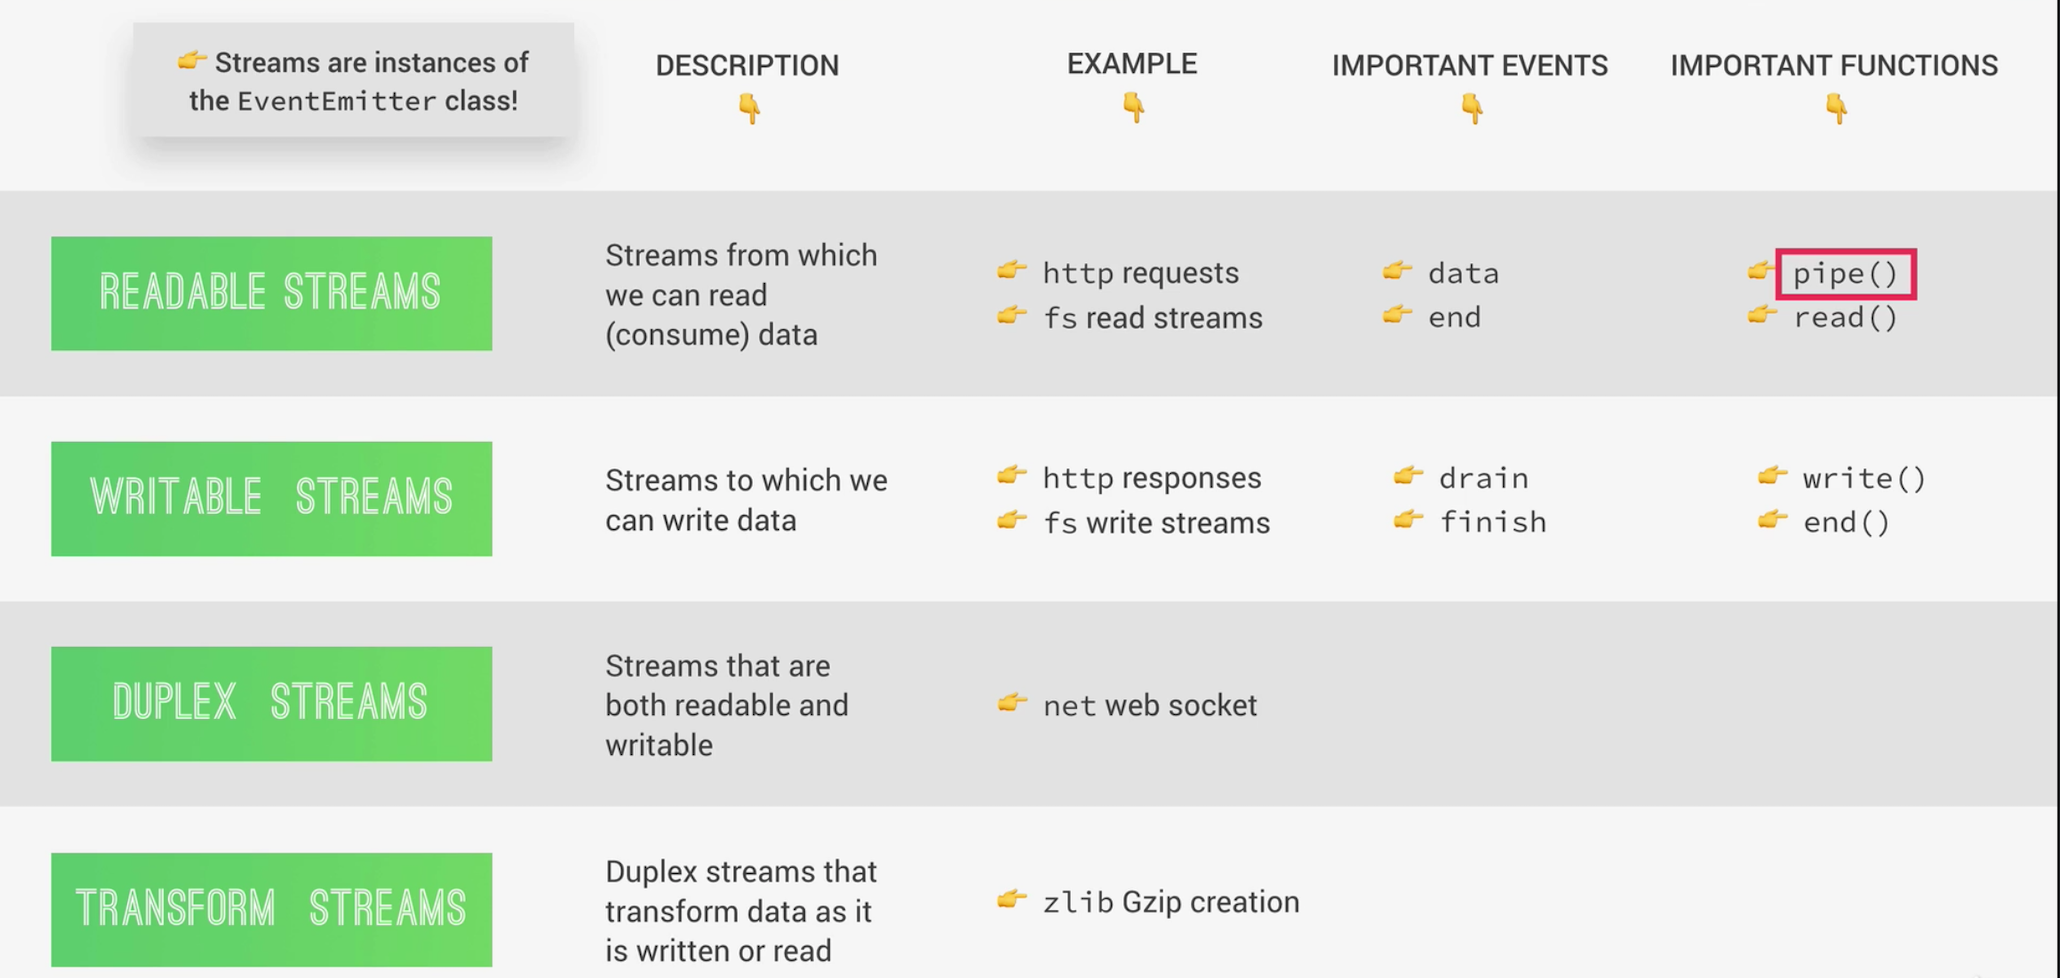 👉 Streams are instances of
the EventEmitter class!
DESCRIPTION
👇
EXAMPLE
👇
IMPORTANT EVENTS
👇
IMPORTANT FUNCTIONS
👇
READABLE STREAMS
Streams from which
we can read
(consume) data
👉 http requests
👉 fs read streams
👉 data
👉 end
👉 pipe()
👉 read()
WRITABLE STREAMS
Streams to which we
can write data
👉 http responses
👉 fs write streams
👉 drain
👉 finish
👉 write()
👉 end()
DUPLEX STREAMS
Streams that are
both readable and
writable
👉 net web socket
TRANSFORM STREAMS
Duplex streams that
transform data as it
is written or read
👉 zlib Gzip creation